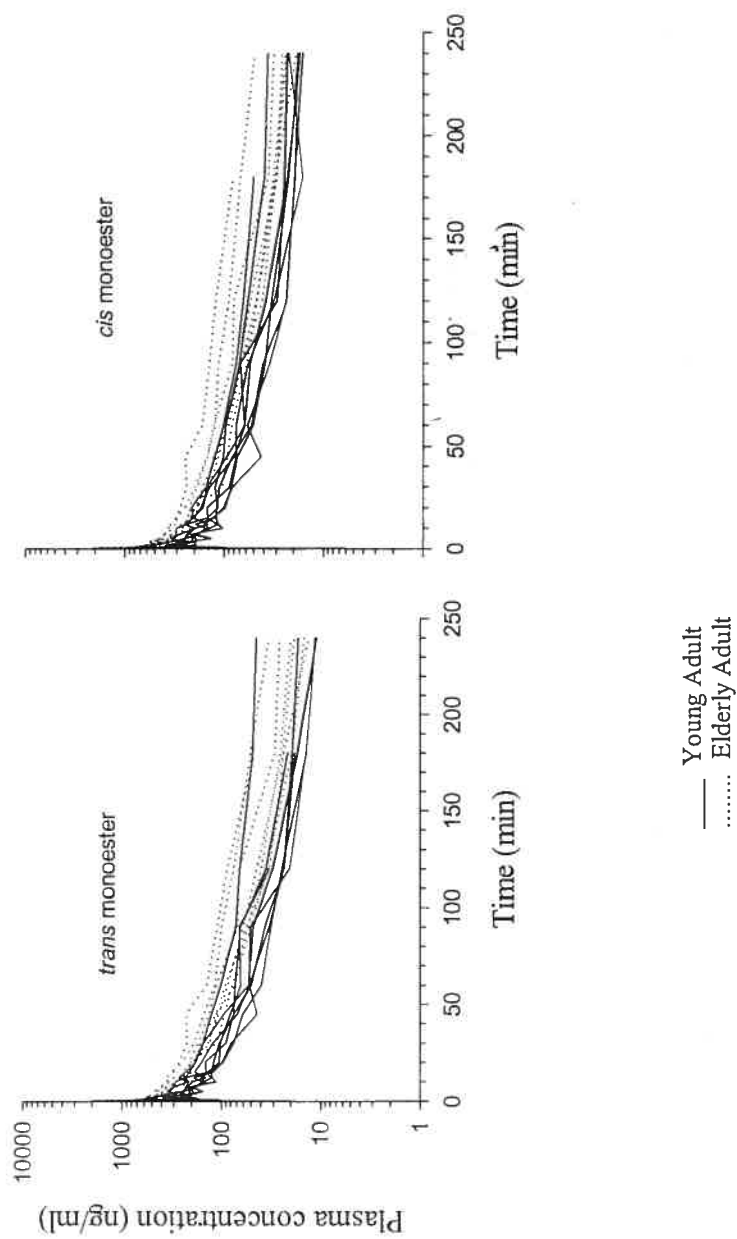 Plasma concentration (ng/ml)
10000
1000
100
10
1
trans monoester
0
50
100
150
200
250
Time (min)
cis monoester
0
50
100
150
200
250
Time (min)
Young Adult
Elderly Adult